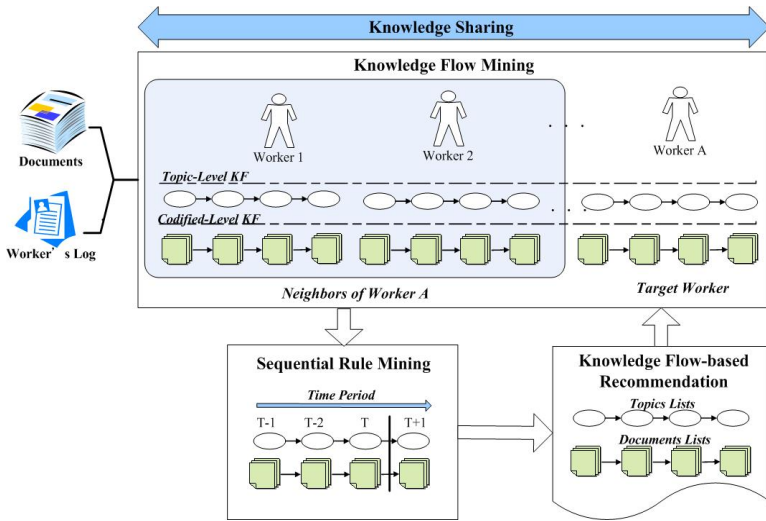 Knowledge Sharing
Knowledge Flow Mining
Documents
Worker’ s Log
Worker 1
Worker 2
. . .
Worker A
Topic-Level KF
. . .
Codified-Level KF
Neighbors of Worker A
Target Worker
Sequential Rule Mining
Time Period
T-1
T-2
T
T+1
Knowledge Flow-based
Recommendation
Topics Lists
Documents Lists